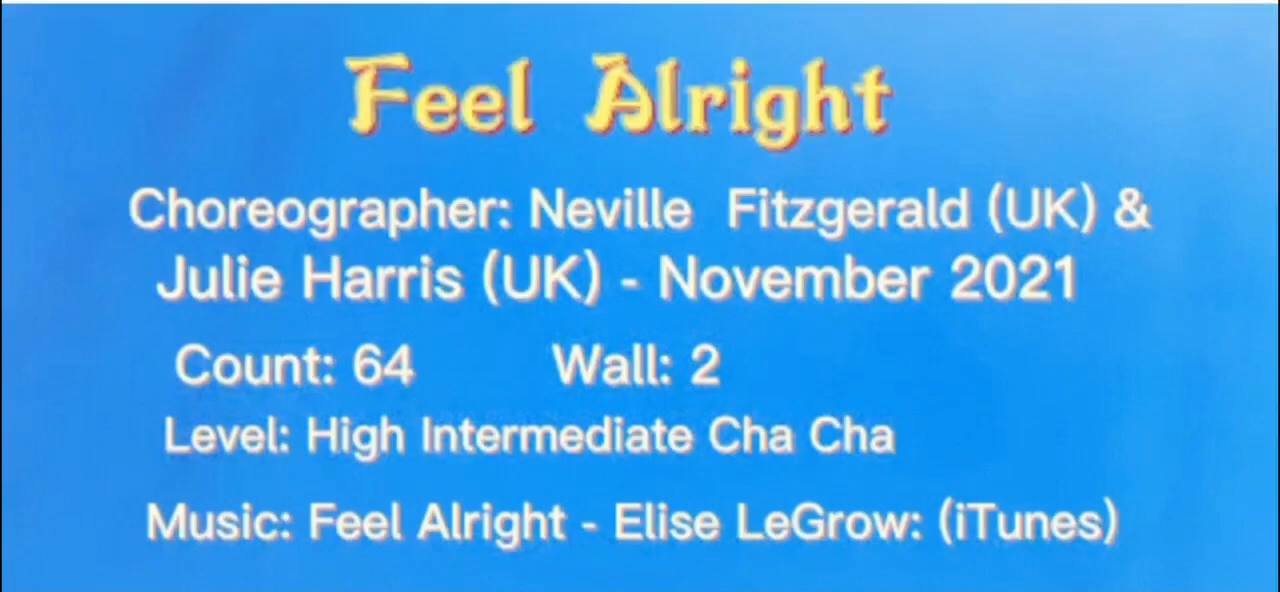 Feel Alright
Choreographer: Neville Fitzgerald (UK) &
Julie Harris (UK) - November 2021
Count: 64 Wall: 2
Level: High Intermediate Cha Cha
Music: Feel Alright - Elise LeGrow: (iTunes)